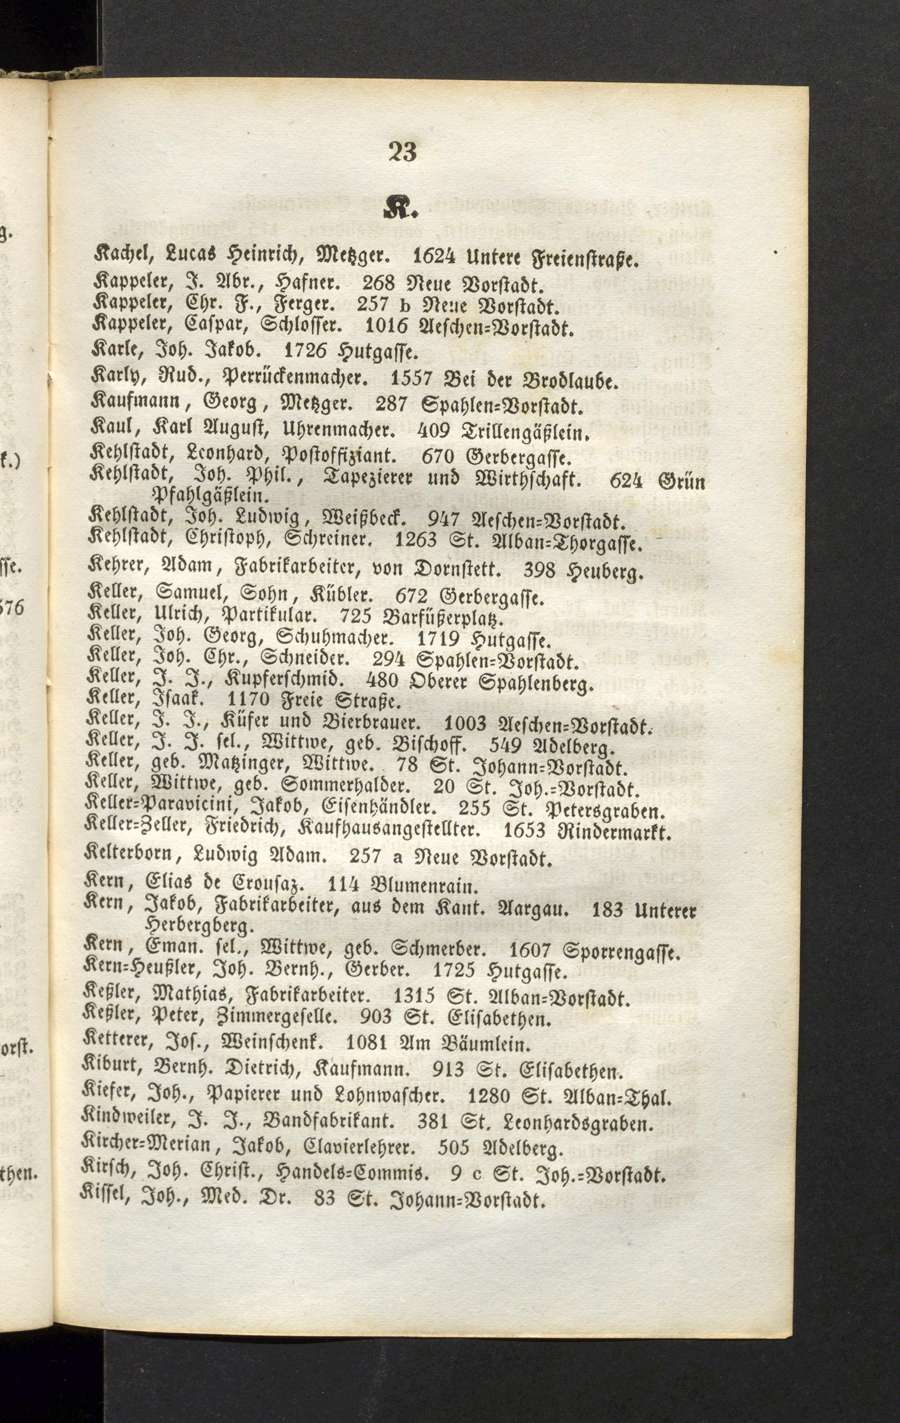 23
K.
Kachel, Lucas Heinrich, Metzger. 1624 Untere Freienstraße.
Kappeler, J. Abr., Hafner. 268 Neue Vorstadt.
Kappeler, Chr. F., Ferger. 257 b Neue Vorstadt.
Kappeler, Caspar, Schlosser. 1016 Aeschen=Vorstadt.
Karle, Joh. Jakob. 1726 Hutgasse.
Karly, Rud., Perrückenmacher. 1557 Bei der Brodlaube.
Kaufmann, Georg, Metzger. 287 Spahlen=Vorstadt.
Kaul, Karl August, Uhrenmacher. 409 Trillengäßlein.
Kehlstadt, Leonhard, Postoffiziant. 670 Gerbergasse.
Kehlstadt, Joh. Phil., Tapezierer und Wirthschaft. 624 Grün
Pfahlgäßlein.
Kehlstadt, Joh. Ludwig, Weißbeck. 947 Aeschen=Vorstadt.
Kehlstadt, Christoph, Schreiner. 1263 St. Alban=Thorgasse.
Kehrer, Adam, Fabrikarbeiter, von Dornstett. 398 Heuberg.
Keller, Samuel, Sohn, Kübler. 672 Gerbergasse.
Keller, Ulrich, Partikular. 725 Barfüßerplatz.
Keller, Joh. Georg, Schuhmacher. 1719 Hutgasse.
Keller, Joh. Chr., Schneider. 294 Spahlen=Vorstadt.
Keller, J. J., Kupferschmid. 480 Oberer Spahlenberg.
Keller, Isaak. 1170 Freie Straße.
Keller, J. J., Küfer und Bierbrauer. 1003 Aeschen=Vorstadt.
Keller, J. J. sel., Wittwe, geb. Bischoff. 549 Adelberg.
Keller, geb. Matzinger, Wittwe. 78 St. Johann=Vorstadt.
Keller, Wittwe, geb. Sommerhalder. 20 St. Joh.=Vorstadt.
Keller=Paravicini, Jakob, Eisenhändler. 255 St. Petersgraben.
Keller=Zeller, Friedrich, Kaufhausangestellter. 1653 Rindermarkt.
Kelterborn, Ludwig Adam. 257 a Neue Vorstadt.
Kern, Elias de Crousaz. 114 Blumenrain.
Kern, Jakob, Fabrikarbeiter, aus dem Kant. Aargau. 183 Unterer
Herbergberg.
Kern, Eman. sel., Wittwe, geb. Schmerber. 1607 Sporrengasse.
Kern=Heußler, Joh. Bernh., Gerber. 1725 Hutgasse.
Keßler, Mathias, Fabrikarbeiter. 1315 St. Alban=Vorstadt.
Keßler, Peter, Zimmergeselle. 903 St. Elisabethen.
Ketterer, Jos., Weinschenk. 1081 Am Bäumlein.
Kiburt, Bernh. Dietrich, Kaufmann. 913 St. Elisabethen.
Kiefer, Joh., Papierer und Lohnwascher. 1280 St. Alban=Thal.
Kindweiler, J. J., Bandfabrikant. 381 St. Leonhardsgraben.
Kircher=Merian, Jakob, Clavierlehrer. 505 Adelberg.
Kirsch, Joh. Christ., Handels=Commis. 9 c St. Joh.=Vorstadt.
Kissel, Joh., Med. Dr. 83 St. Johann=Vorstadt.